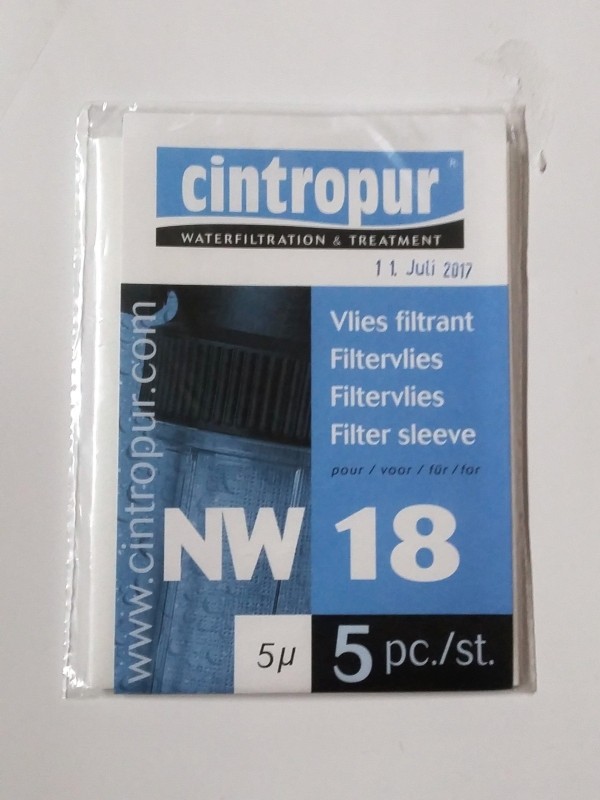 cintropur®
WATERFILTRATION & TREATMENT
11. Juli 2017
Vlies filtrant
Filtervlies
Filtervlies
Filter sleeve
pour / voor / für / for
www.cintropur.com
NW 18
5µ
5 pc./st.